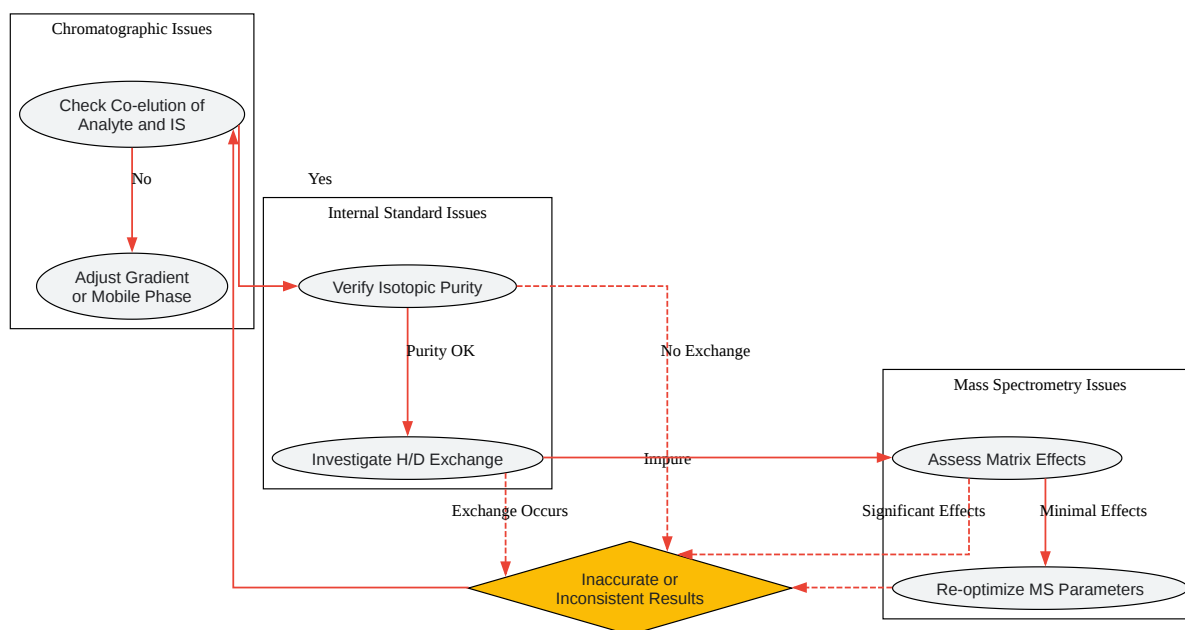 Chromatographic Issues
Check Co-elution of
Analyte and IS
No
Adjust Gradient
or Mobile Phase
Yes
Internal Standard Issues
Verify Isotopic Purity
Purity OK
No Exchange
Investigate H/D Exchange
Impure
Exchange Occurs
Mass Spectrometry Issues
Assess Matrix Effects
Significant Effects
Minimal Effects
Re-optimize MS Parameters
Inaccurate or
Inconsistent Results